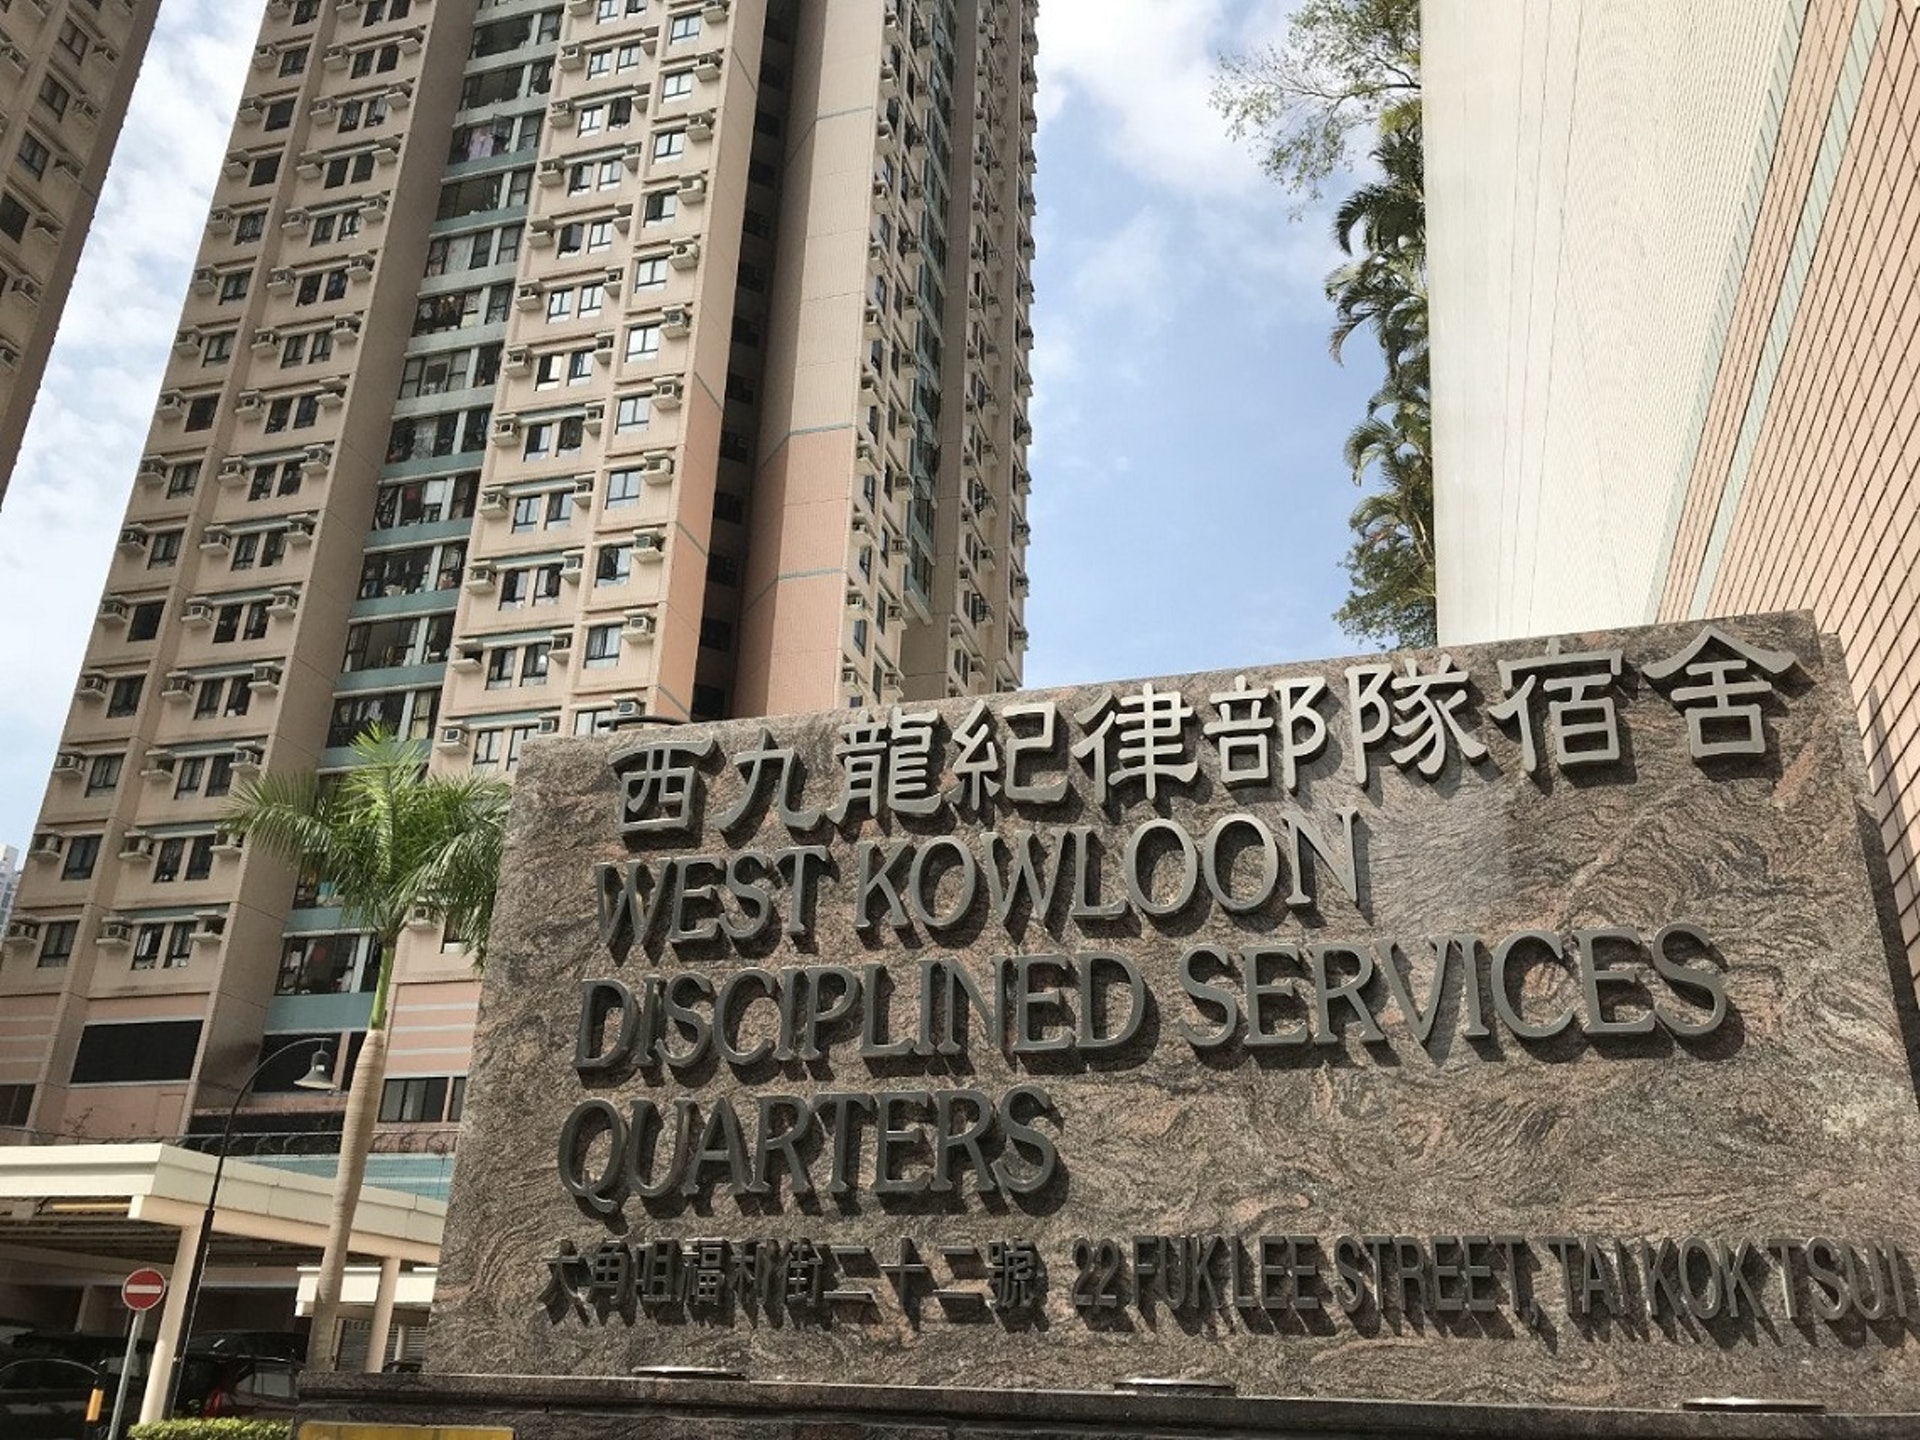 西九龍紀律部隊宿舍
WEST KOWLOON
DISCIPLINED SERVICES
QUARTERS
大角咀福利街二十二號 22 FUK LEE STREET, TAI KOK TSUI